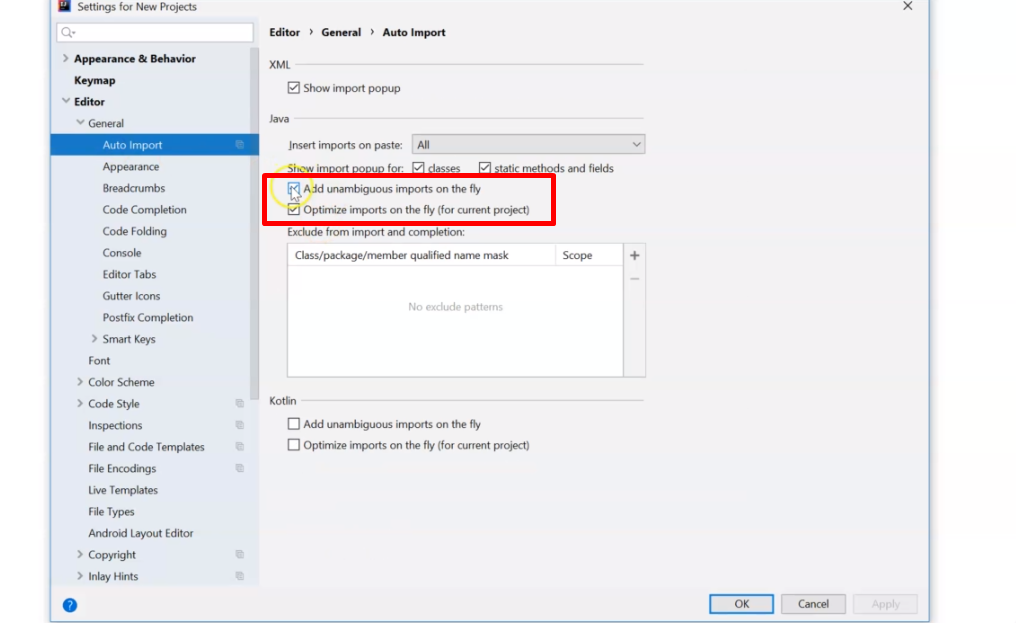 Settings for New Projects
Editor › General › Auto Import
Appearance & Behavior
Keymap
Editor
General
Auto Import
Appearance
Breadcrumbs
Code Completion
Code Folding
Console
Editor Tabs
Gutter Icons
Postfix Completion
Smart Keys
Font
Color Scheme
Code Style
Inspections
File and Code Templates
File Encodings
Live Templates
File Types
Android Layout Editor
Copyright
Inlay Hints
XML
Show import popup
Java
Insert imports on paste: All
Show import popup for: classes static methods and fields
Add unambiguous imports on the fly
Optimize imports on the fly (for current project)
Exclude from import and completion:
Class/package/member qualified name mask Scope
No exclude patterns
Kotlin
Add unambiguous imports on the fly
Optimize imports on the fly (for current project)
? OK Cancel Apply